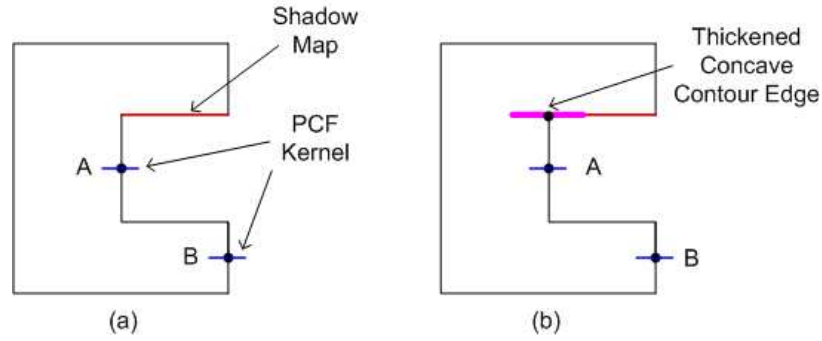 Shadow
Map
PCF
Kernel
A
B
(a)
Thickened
Concave
Contour Edge
A
B
(b)